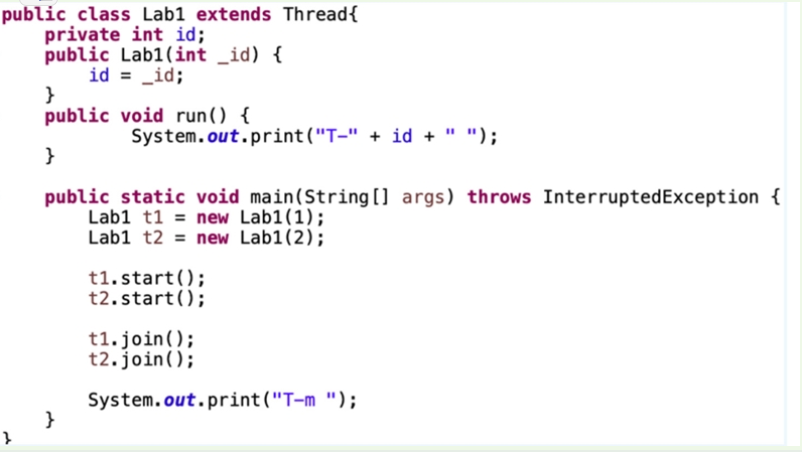 public class Lab1 extends Thread{
    private int id;
    public Lab1(int _id) {
        id = _id;
    }
    public void run() {
            System.out.print("T-" + id + " ");
    }

    public static void main(String[] args) throws InterruptedException {
        Lab1 t1 = new Lab1(1);
        Lab1 t2 = new Lab1(2);

        t1.start();
        t2.start();

        t1.join();
        t2.join();

        System.out.print("T-m ");
    }
}